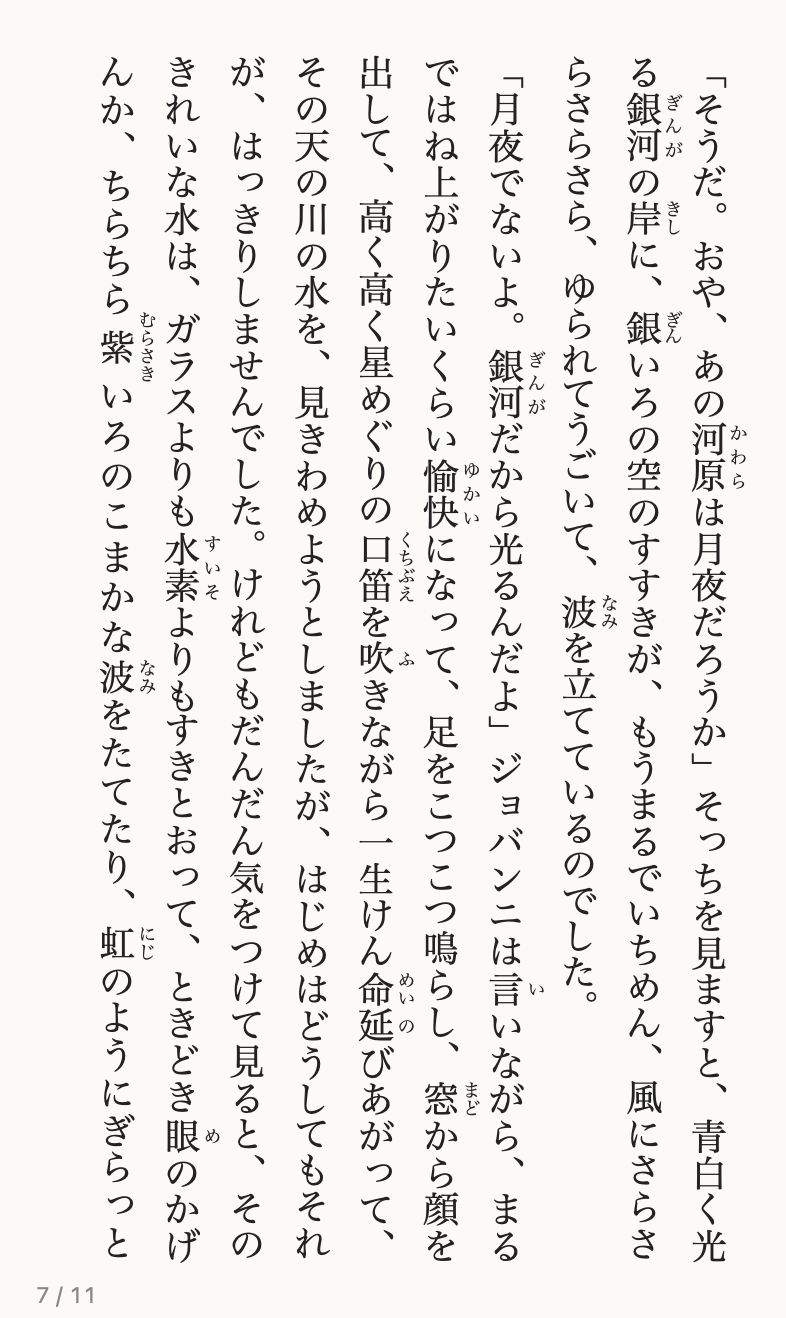 「そうだ。おや、あの河原は月夜だろうか」そっちを見ますと、青白く光
る銀河の岸に、銀いろの空のすすきが、もうまるでいちめん、風にさらさ
らさらさら、ゆられてうごいて、波を立てているのでした。
「月夜でないよ。銀河だから光るんだよ」ジョバンニは言いながら、まる
ではね上がりたいくらい愉快になって、足をこつこつ鳴らし、窓から顔を
出して、高く高く星めぐりの口笛を吹きながら一生けん命延びあがって、
その天の川の水を、見きわめようとしましたが、はじめはどうしてもそれ
が、はっきりしませんでした。けれどもだんだん気をつけて見ると、その
きれいな水は、ガラスよりも水素よりもすきとおって、ときどき眼のかげ
んか、ちらちら紫いろのこまかな波をたてたり、虹のようにぎらっと
7 / 11